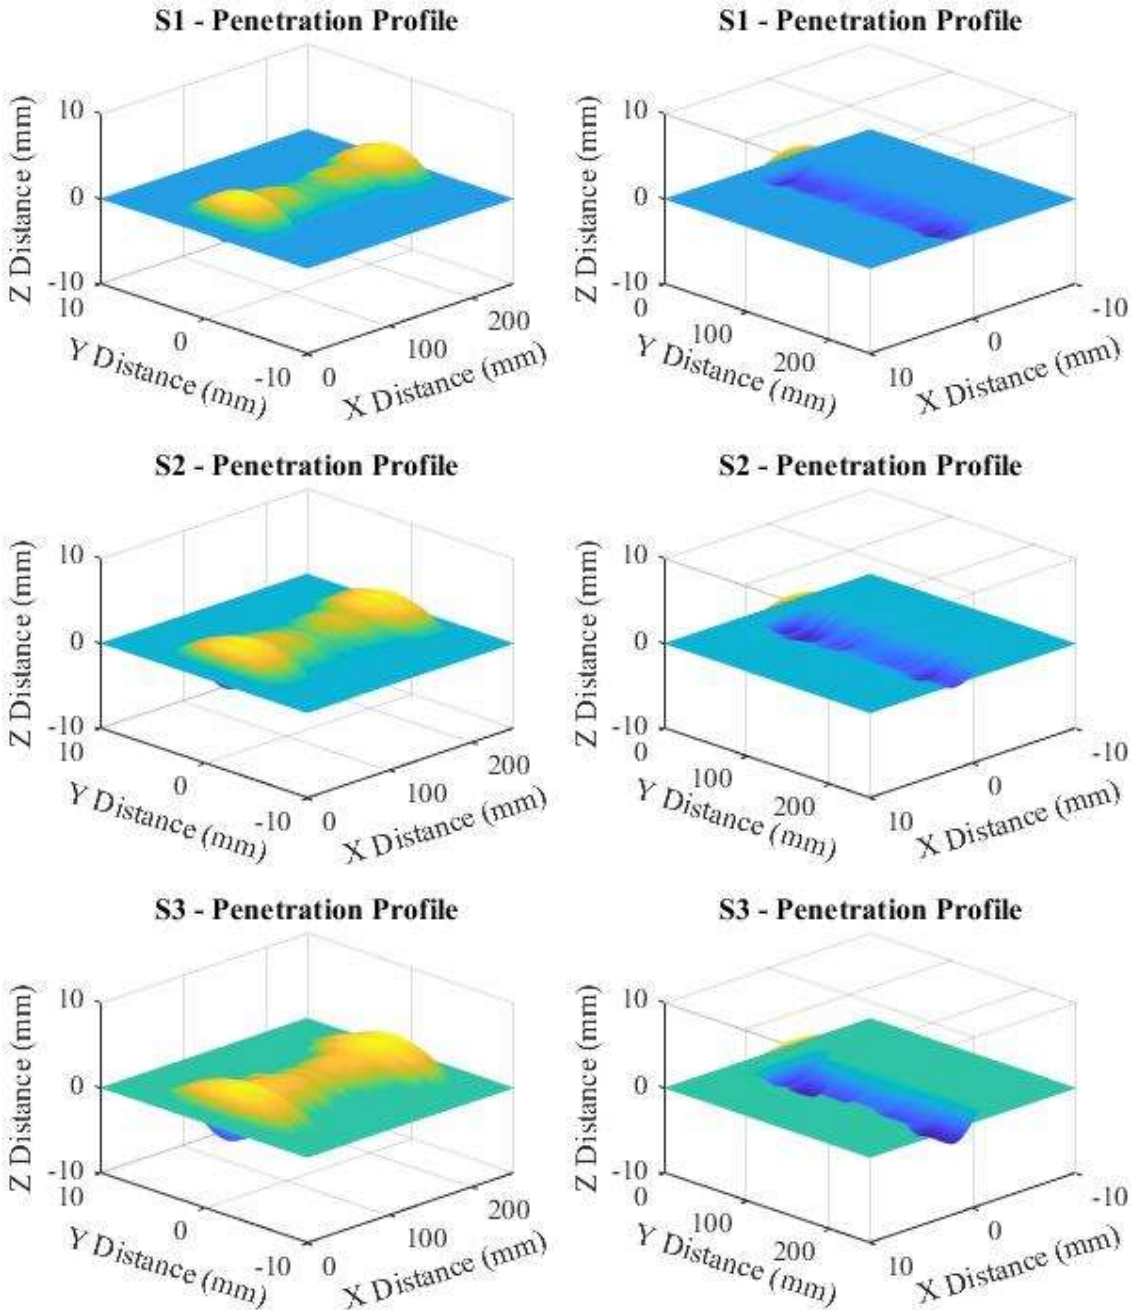 S1 - Penetration Profile
S1 - Penetration Profile
10
0
-10
Z Distance (mm)
10
0
-10
Y Distance (mm)
0
100
200
X Distance (mm)
10
0
-10
Z Distance (mm)
0
100
200
Y Distance (mm)
10
0
-10
X Distance (mm)
S2 - Penetration Profile
S2 - Penetration Profile
10
0
-10
Z Distance (mm)
10
0
-10
Y Distance (mm)
0
100
200
X Distance (mm)
10
0
-10
Z Distance (mm)
0
100
200
Y Distance (mm)
10
0
-10
X Distance (mm)
S3 - Penetration Profile
S3 - Penetration Profile
10
0
-10
Z Distance (mm)
10
0
-10
Y Distance (mm)
0
100
200
X Distance (mm)
10
0
-10
Z Distance (mm)
0
100
200
Y Distance (mm)
10
0
-10
X Distance (mm)